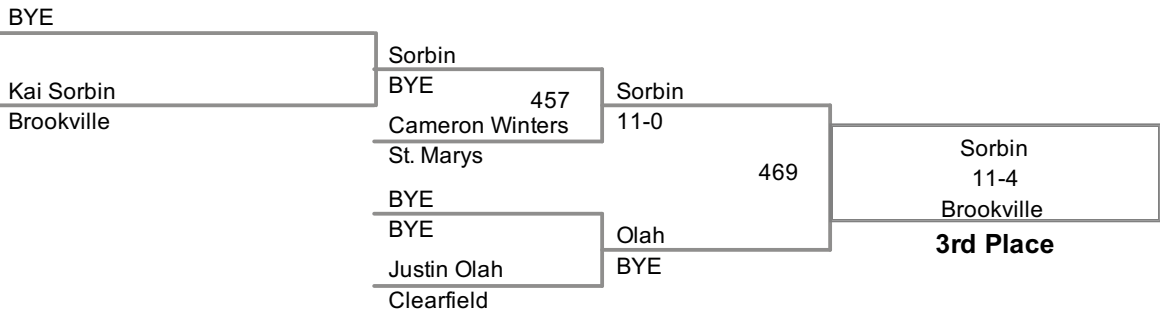 BYE
Kai Sorbin
Brookville
Sorbin
BYE
457
Cameron Winters
St. Marys
BYE
BYE
Justin Olah
Clearfield
Sorbin
11-0
469
Olah
BYE
Sorbin
11-4
Brookville
3rd Place